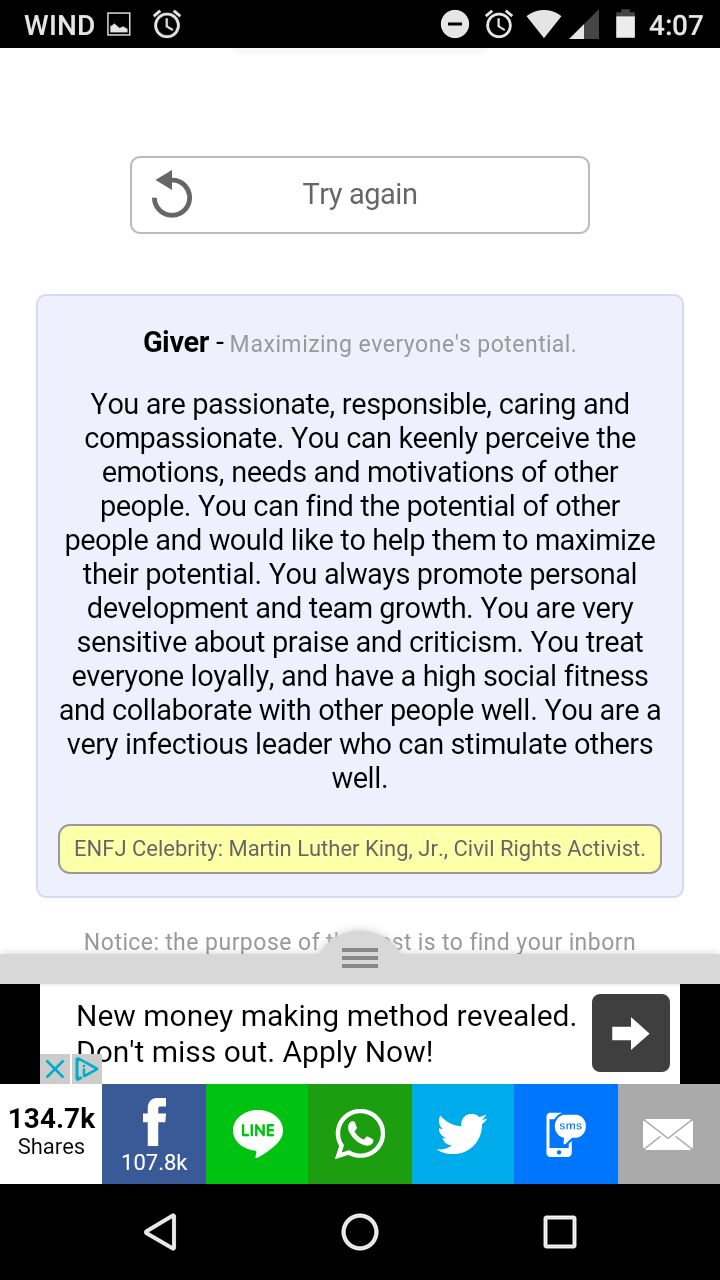 WIND 4:07
Try again
Giver - Maximizing everyone's potential.
You are passionate, responsible, caring and
compassionate. You can keenly perceive the
emotions, needs and motivations of other
people. You can find the potential of other
people and would like to help them to maximize
their potential. You always promote personal
development and team growth. You are very
sensitive about praise and criticism. You treat
everyone loyally, and have a high social fitness
and collaborate with other people well. You are a
very infectious leader who can stimulate others
well.
ENFJ Celebrity: Martin Luther King, Jr., Civil Rights Activist.
Notice: the purpose of is to find your inborn
New money making method revealed.
Don't miss out. Apply Now!
134.7k
Shares
107.8k
LINE
sms